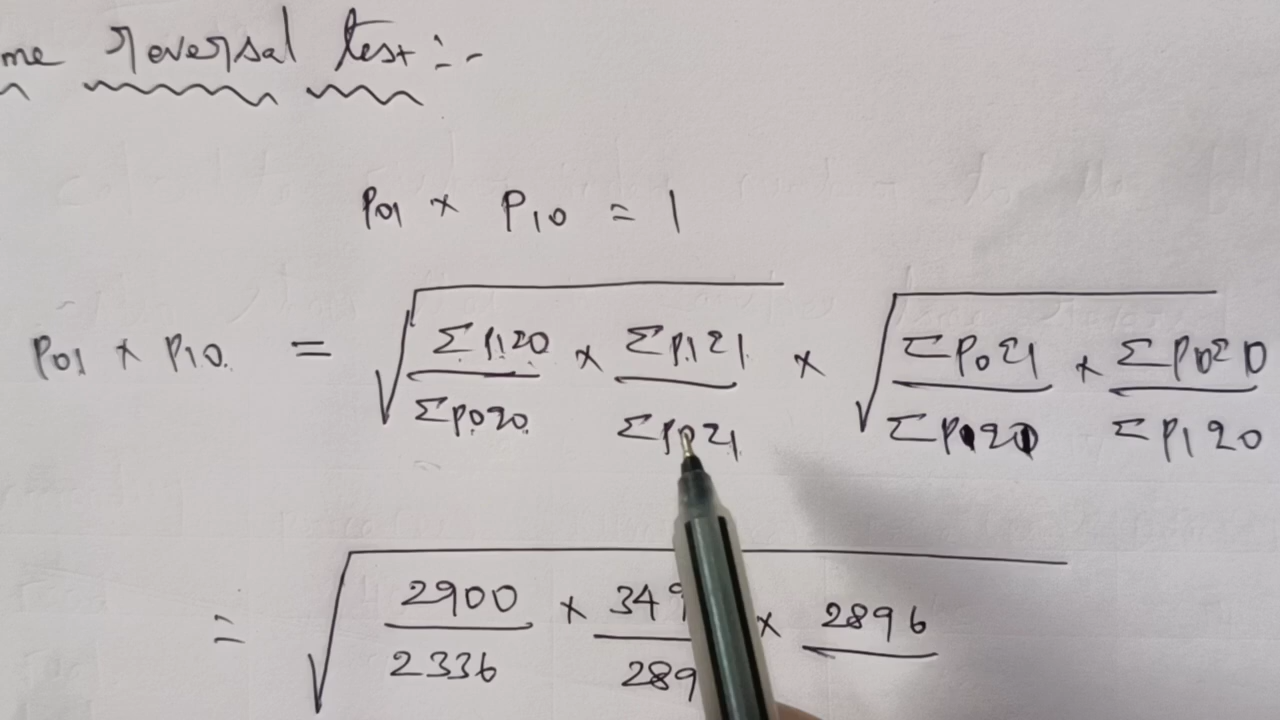 me reversal test :-
P01 × P10 = 1
P01 × P10 = √(Σp1q0/Σp0q0 × Σp1q1/Σp0q1) × √(Σp0q1/Σp1q1 × Σp0q0/Σp1q0)
= √(2900/2336 × 349/289 × 2896